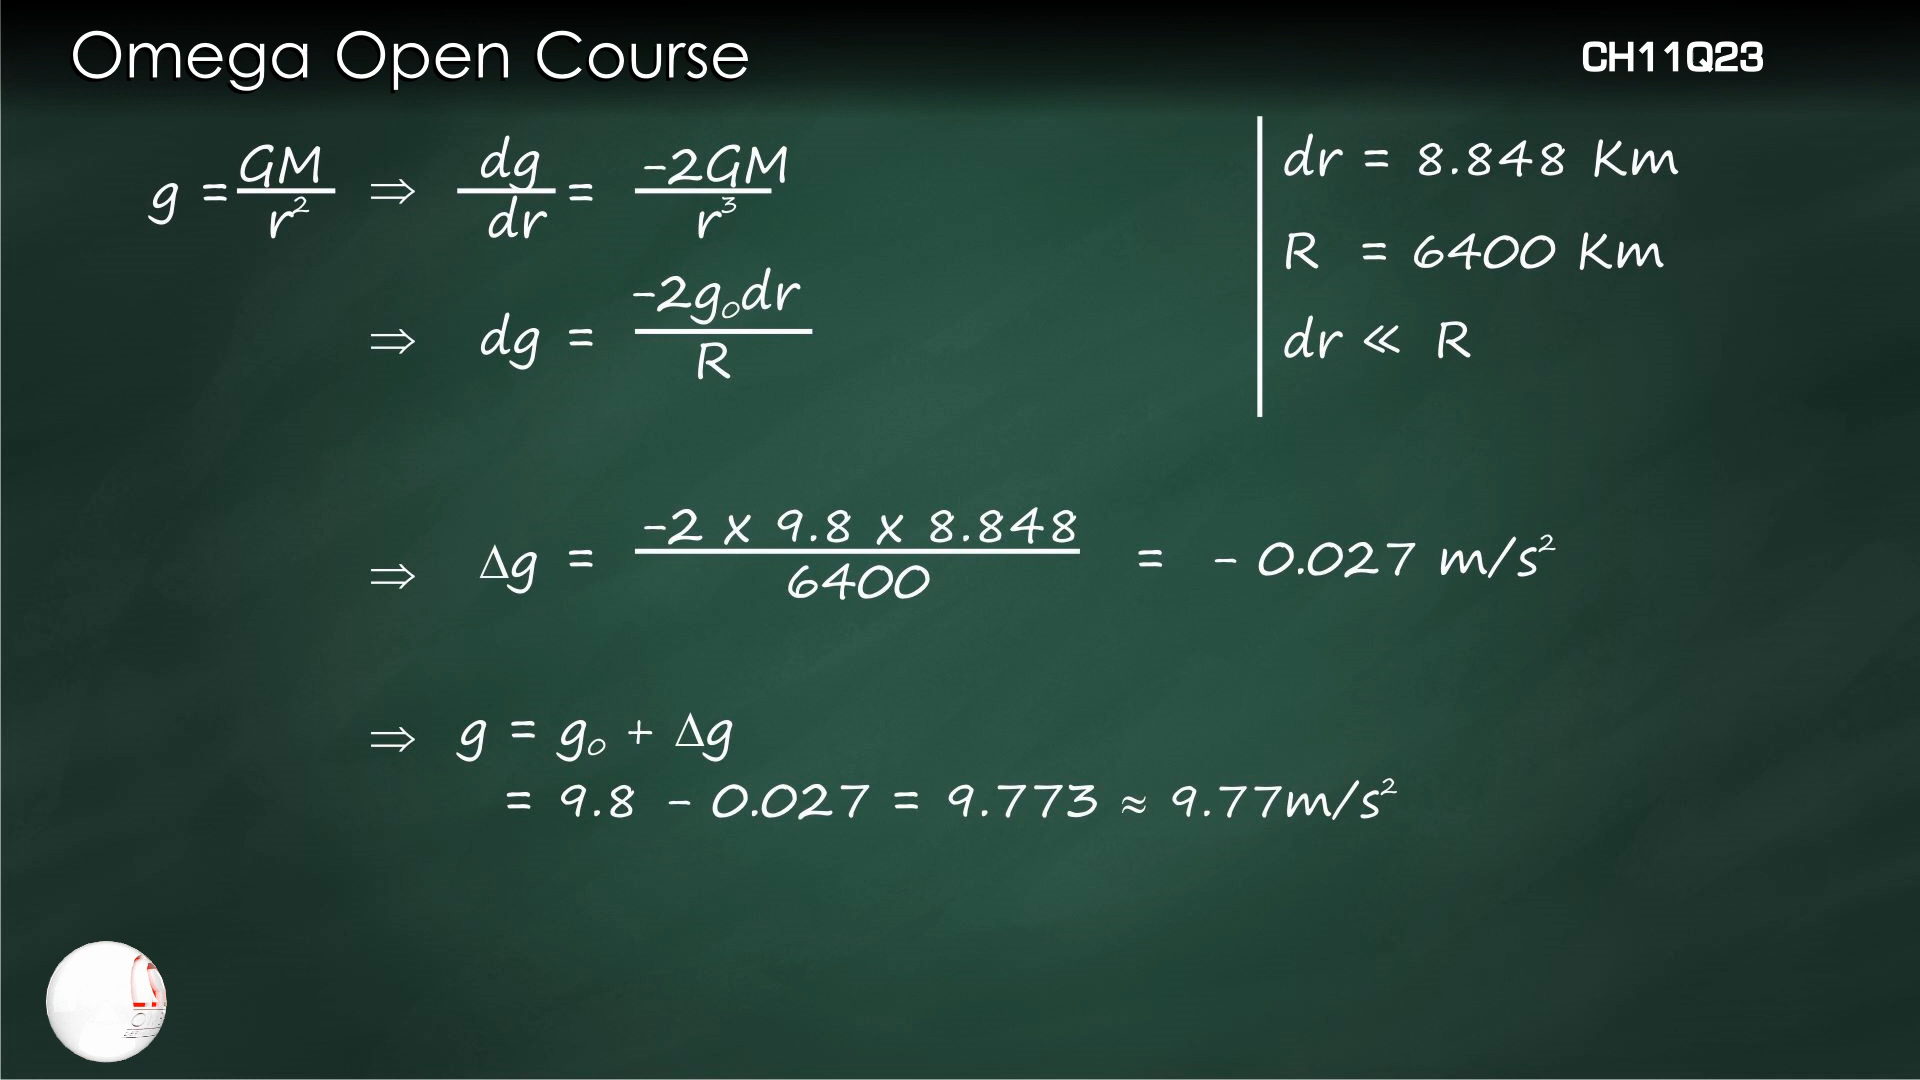 Omega Open Course
CH11Q23
g = GM/r² ⇒ dg/dr = -2GM/r³
⇒ dg = -2g₀dr/R
dr = 8.848 Km
R = 6400 Km
dr ≪ R
⇒ Δg = -2 x 9.8 x 8.848/6400 = - 0.027 m/s²
⇒ g = g₀ + Δg
= 9.8 - 0.027 = 9.773 ≈ 9.77m/s²